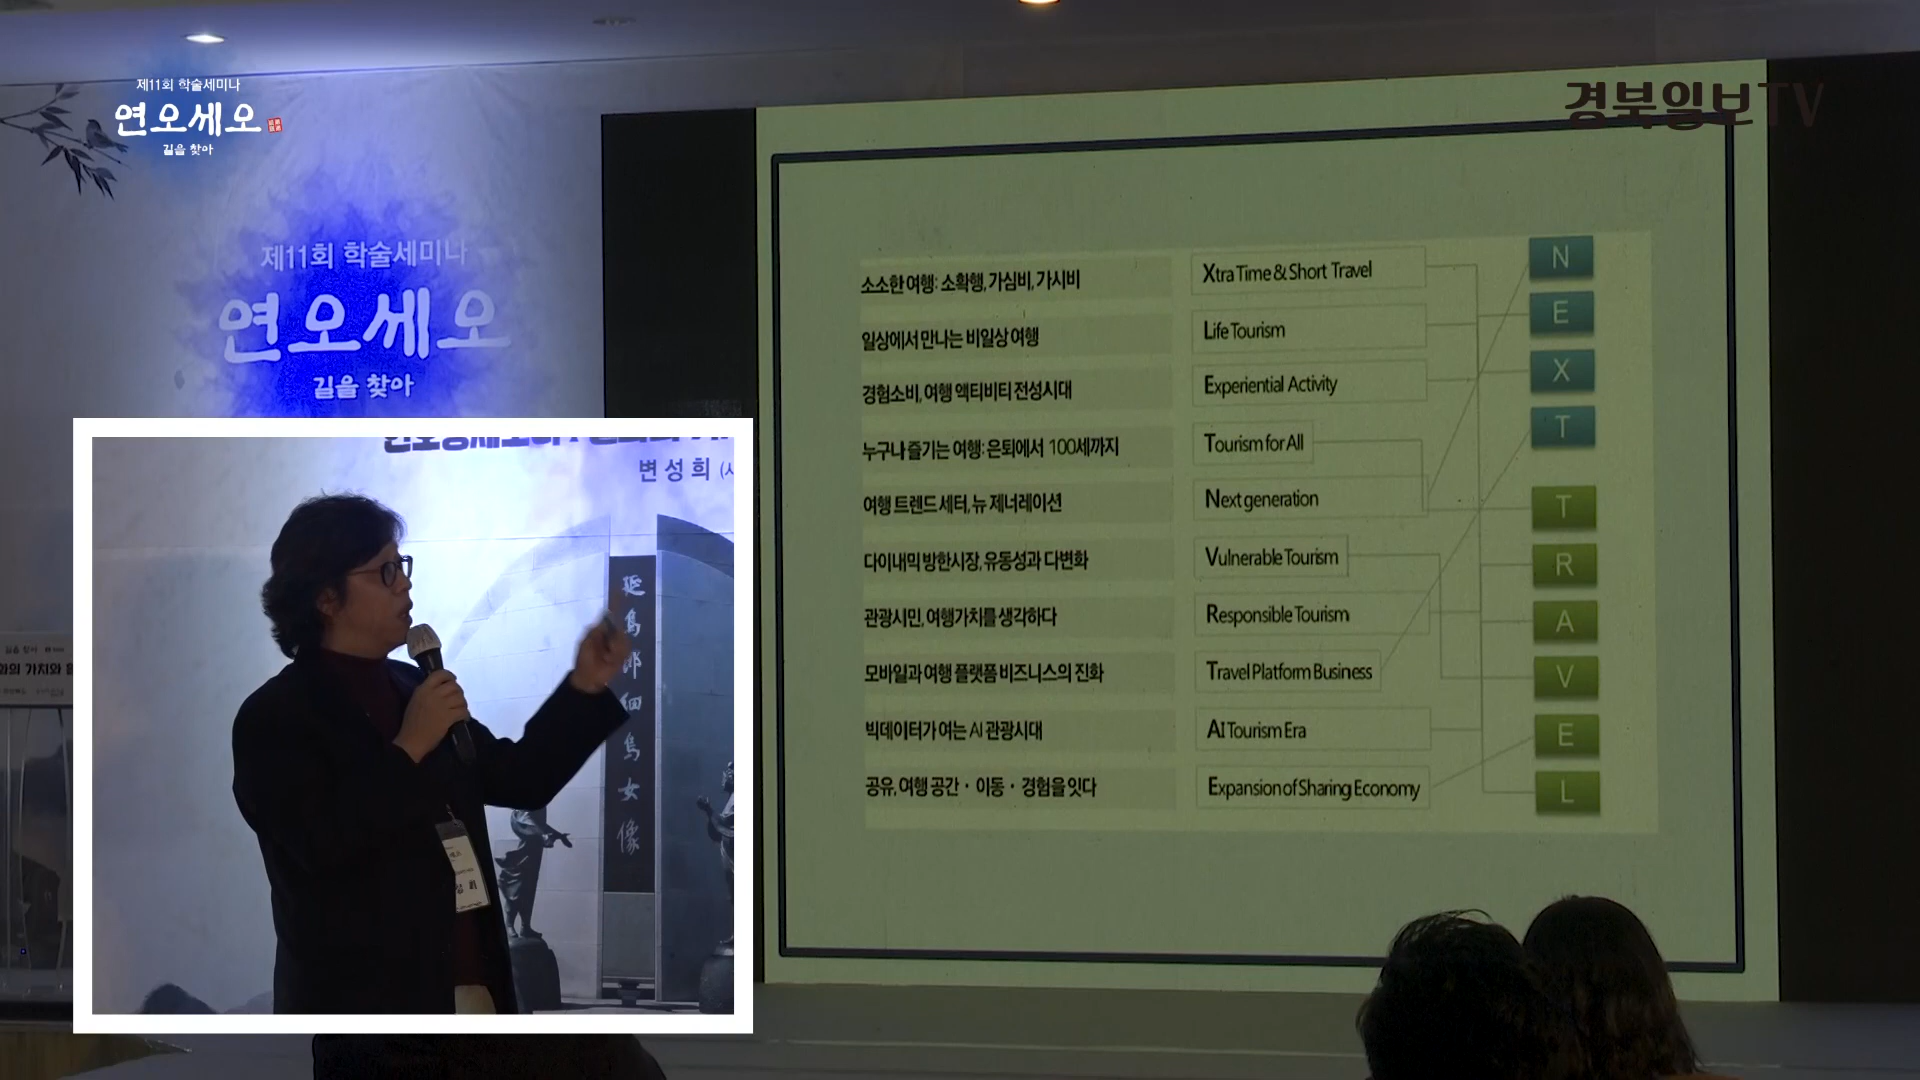 제11회 학술세미나
연오세오
길을 찾아
경북일보TV
제11회 학술세미나
연오세오
길을 찾아
변성희
延烏郎細烏女像
소소한 여행: 소확행, 가심비, 가시비
Xtra Time & Short Travel
일상에서 만나는 비일상 여행
Life Tourism
경험소비, 여행 액티비티 전성시대
Experiential Activity
누구나 즐기는 여행: 은퇴에서 100세까지
Tourism for All
여행 트렌드 세터, 뉴 제너레이션
Next generation
다이내믹 방한시장, 유동성과 다변화
Vulnerable Tourism
관광시민, 여행가치를 생각하다
Responsible Tourism
모바일과 여행 플랫폼 비즈니스의 진화
Travel Platform Business
빅데이터가 여는 AI 관광시대
AI Tourism Era
공유, 여행 공간 · 이동 · 경험을 잇다
Expansion of Sharing Economy
N
E
X
T
T
R
A
V
E
L